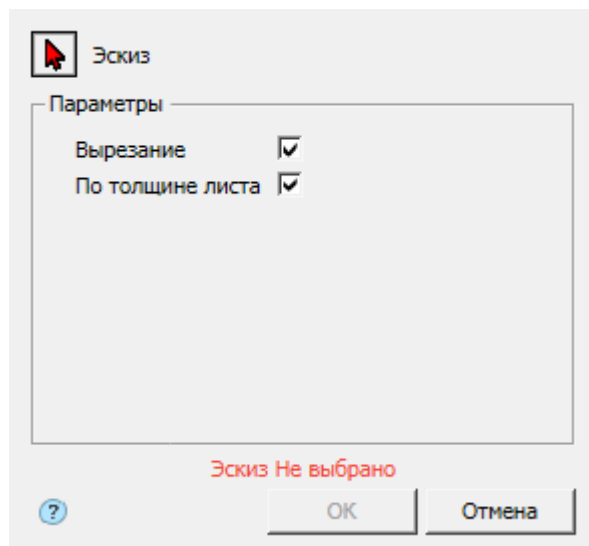 Эскиз
Параметры
Вырезание
По толщине листа
Эскиз Не выбрано
?
OK
Отмена